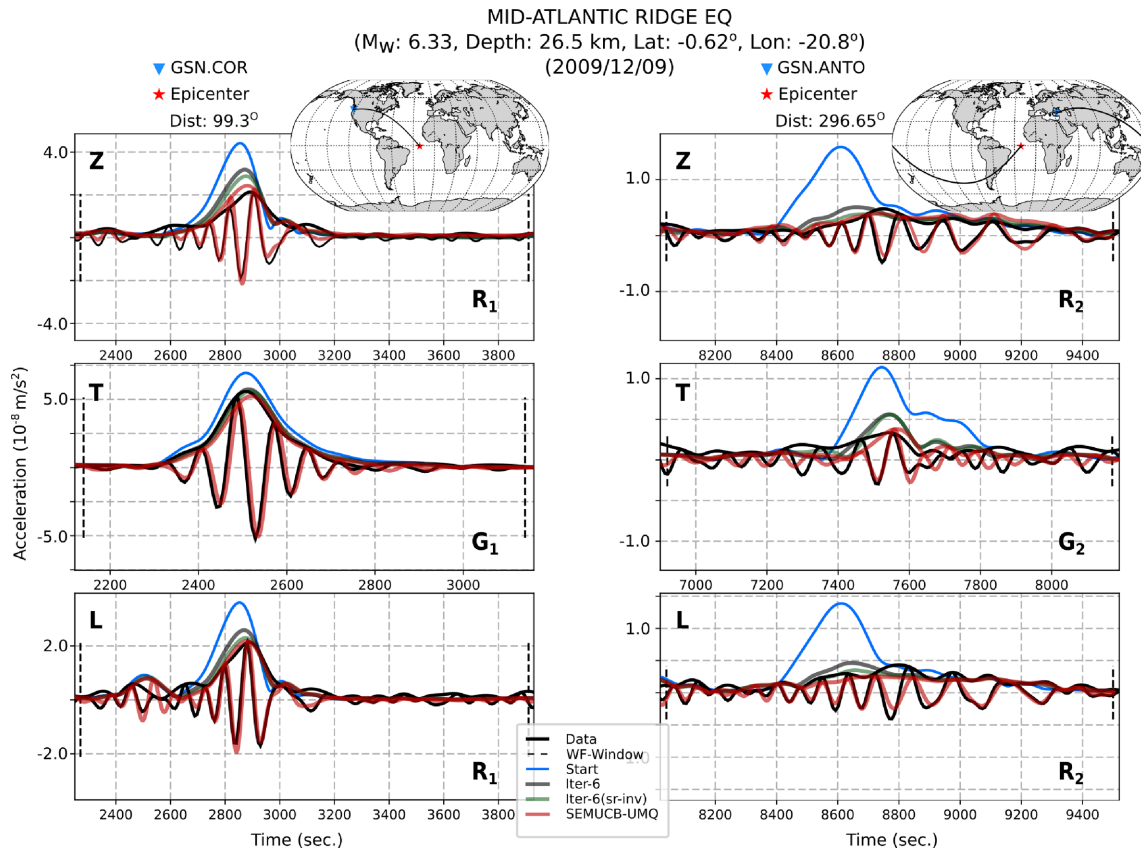 MID-ATLANTIC RIDGE EQ
(MW: 6.33, Depth: 26.5 km, Lat: -0.62o, Lon: -20.8o)
(2009/12/09)
GSN.COR
Epicenter
Dist: 99.3O
GSN.ANTO
Epicenter
Dist: 296.65O
Acceleration (10-8 m/s2)
Z
4.0
-4.0
R1
2400 2600 2800 3000 3200 3400 3600 3800
Z
1.0
-1.0
R2
8200 8400 8600 8800 9000 9200 9400
T
5.0
-5.0
G1
2200 2400 2600 2800 3000
T
1.0
-1.0
G2
7000 7200 7400 7600 7800 8000
L
2.0
-2.0
R1
2400 2600 2800 3000 3200 3400 3600 3800
Time (sec.)
L
1.0
1.0
R2
8200 8400 8600 8800 9000 9200 9400
Time (sec.)
Data
WF-Window
Start
Iter-6
Iter-6(sr-inv)
SEMUCB-UMQ